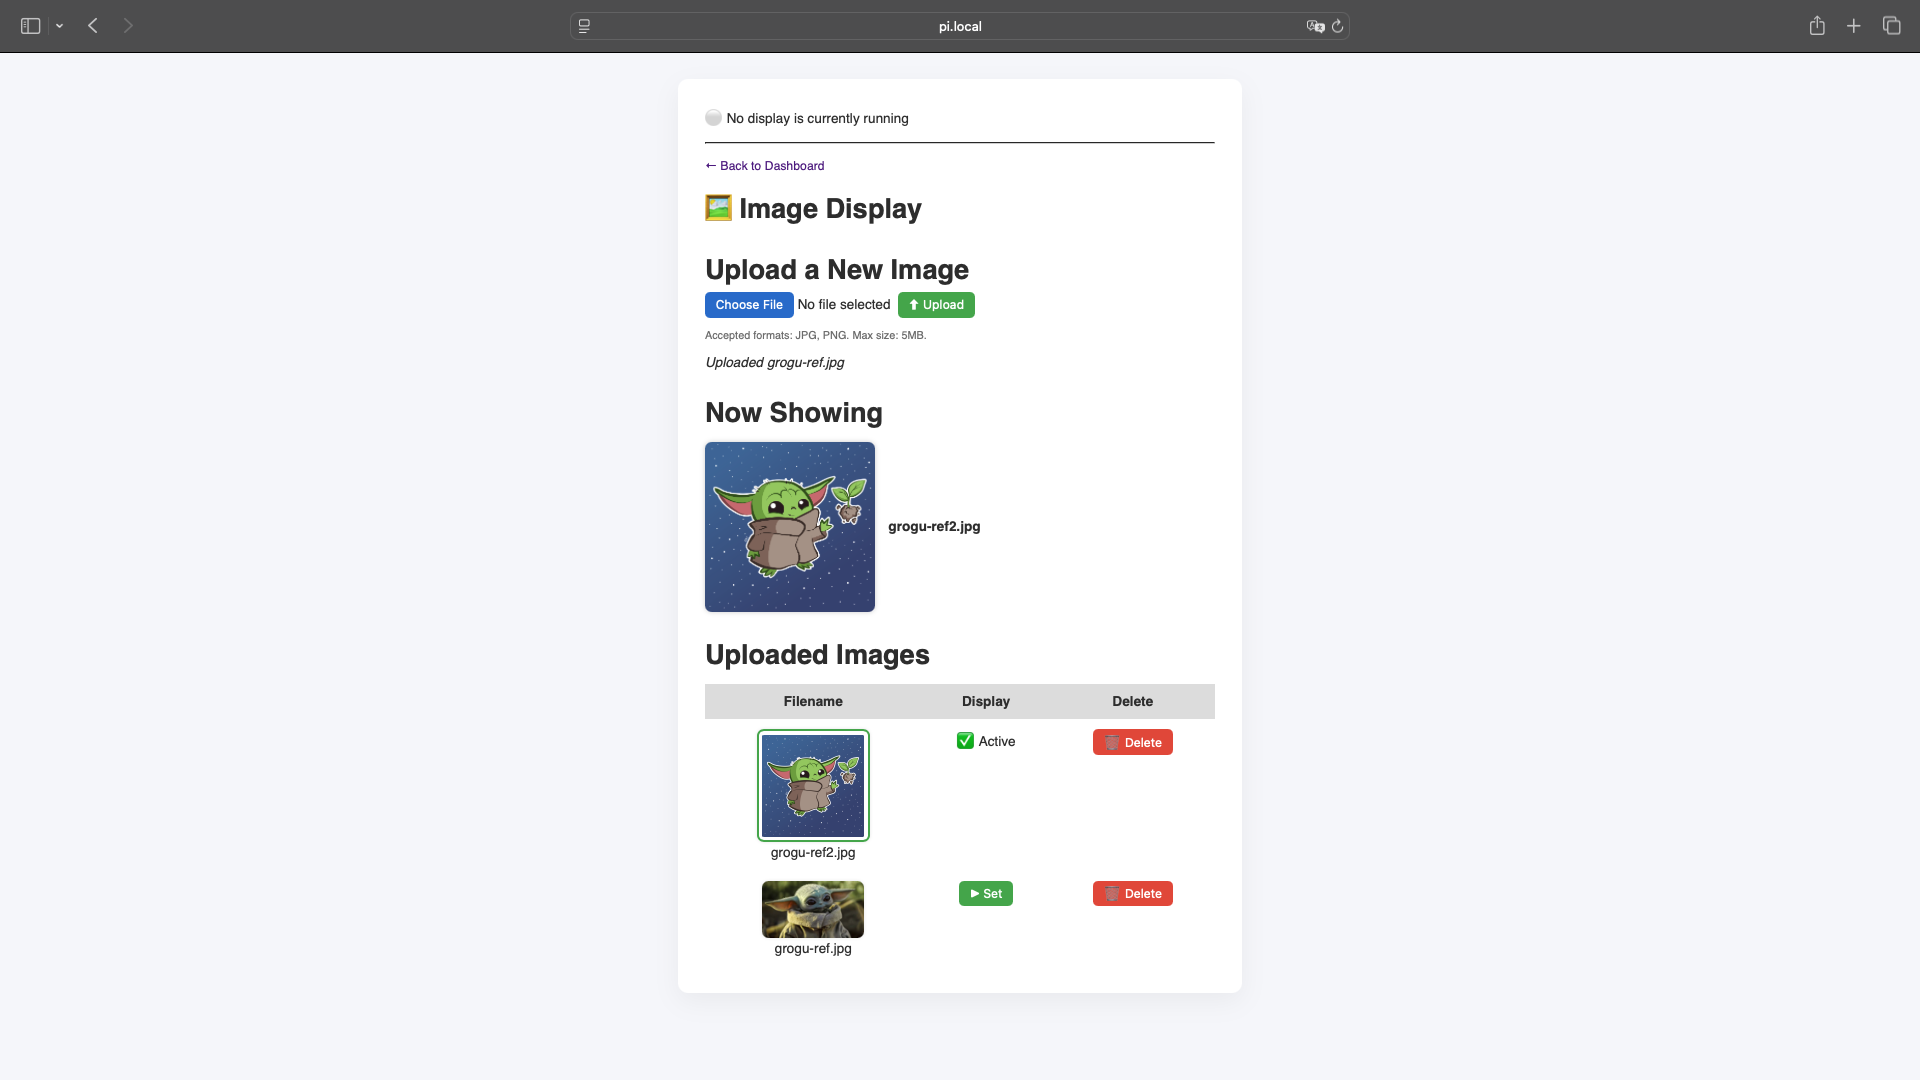 pi.local
No display is currently running
← Back to Dashboard
Image Display
Upload a New Image
Choose File No file selected Upload
Accepted formats: JPG, PNG. Max size: 5MB.
Uploaded grogu-ref.jpg
Now Showing
grogu-ref2.jpg
Uploaded Images
Filename Display Delete
Active Delete
grogu-ref2.jpg
Set Delete
grogu-ref.jpg